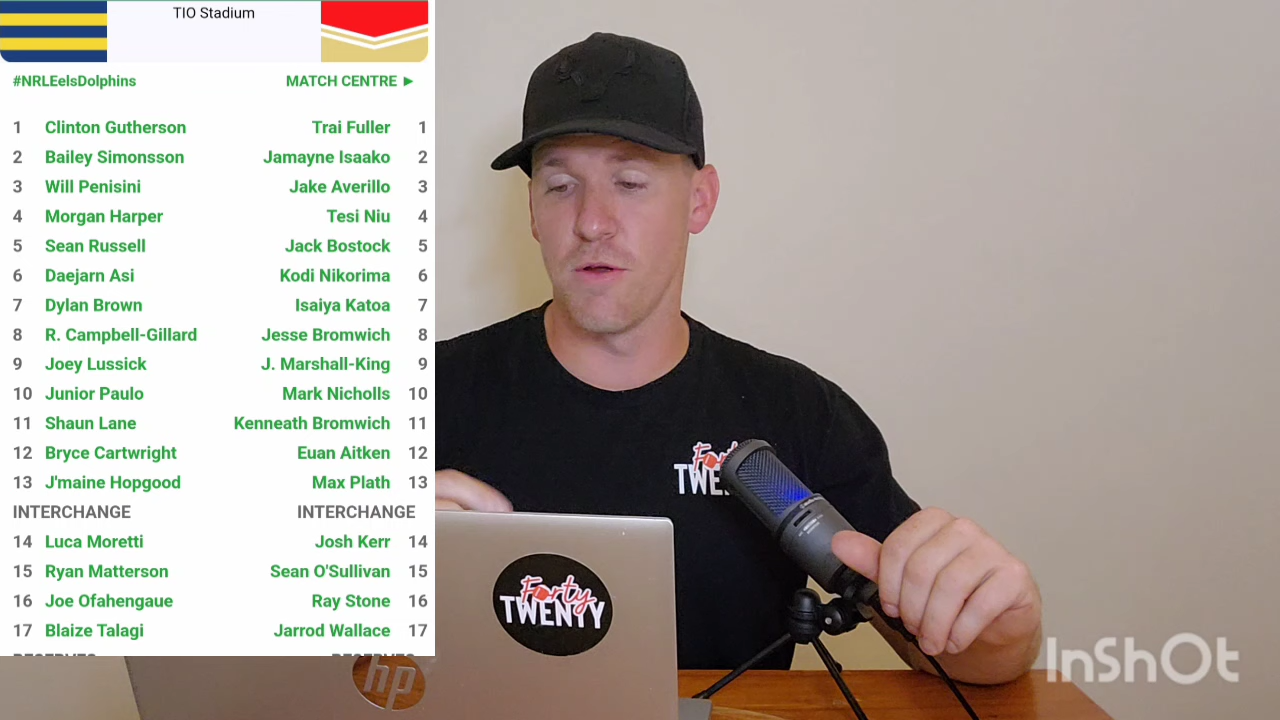 TIO Stadium
#NRLEelsDolphins MATCH CENTRE ►
1 Clinton Gutherson Trai Fuller 1
2 Bailey Simonsson Jamayne Isaako 2
3 Will Penisini Jake Averillo 3
4 Morgan Harper Tesi Niu 4
5 Sean Russell Jack Bostock 5
6 Daejarn Asi Kodi Nikorima 6
7 Dylan Brown Isaiya Katoa 7
8 R. Campbell-Gillard Jesse Bromwich 8
9 Joey Lussick J. Marshall-King 9
10 Junior Paulo Mark Nicholls 10
11 Shaun Lane Kenneath Bromwich 11
12 Bryce Cartwright Euan Aitken 12
13 J'maine Hopgood Max Plath 13
INTERCHANGE INTERCHANGE
14 Luca Moretti Josh Kerr 14
15 Ryan Matterson Sean O'Sullivan 15
16 Joe Ofahengaue Ray Stone 16
17 Blaize Talagi Jarrod Wallace 17
Forty
TWENTY
hp
InShOt